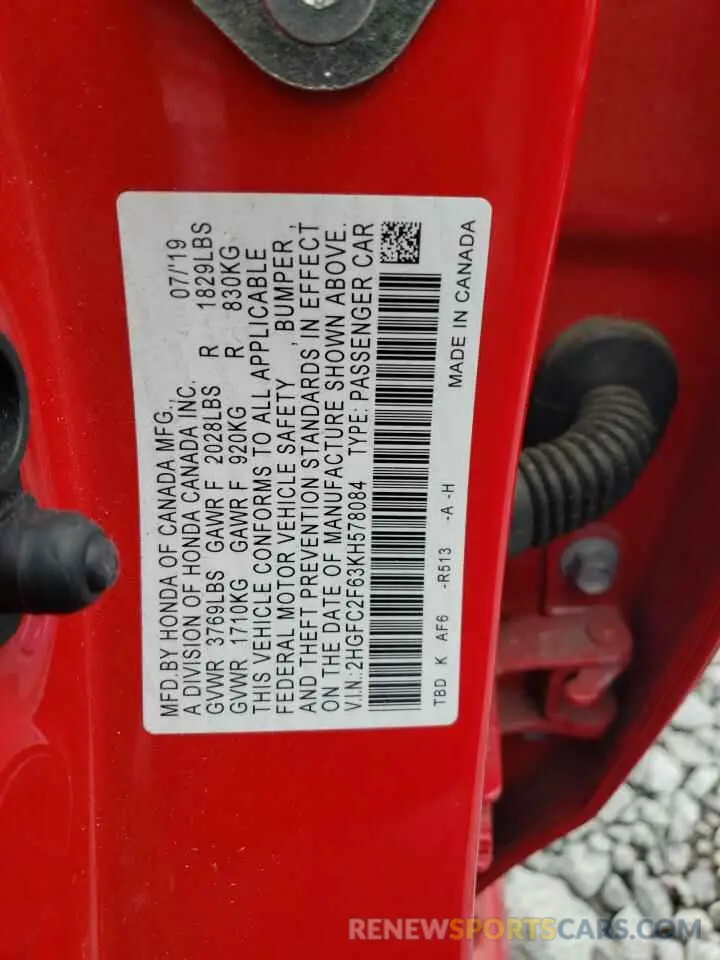 MFD.BY HONDA OF CANADA MFG., 07/'19
A DIVISION OF HONDA CANADA INC.
GVWR 3769LBS GAWR F 2028LBS R 1829LBS
GVWR 1710KG GAWR F 920KG R 830KG
THIS VEHICLE CONFORMS TO ALL APPLICABLE
FEDERAL MOTOR VEHICLE SAFETY , BUMPER ,
AND THEFT PREVENTION STANDARDS IN EFFECT
ON THE DATE OF MANUFACTURE SHOWN ABOVE.
V.I.N.: 2HGFC2F63KH578084 TYPE: PASSENGER CAR
TBD K AF6 -R513 -A -H MADE IN CANADA
RENEWSPORTSCARS.COM